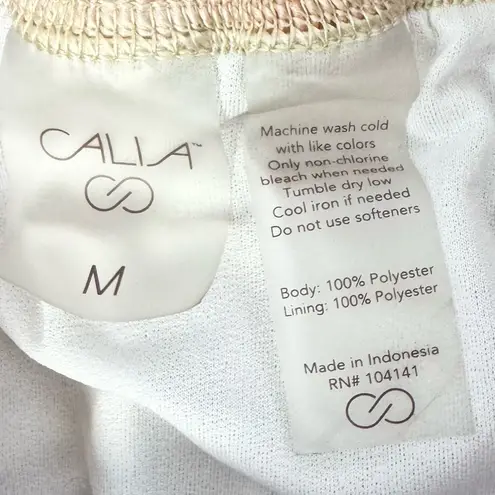 CALIA™
M
Machine wash cold
with like colors
Only non-chlorine
bleach when needed
Tumble dry low
Cool iron if needed
Do not use softeners
Body: 100% Polyester
Lining: 100% Polyester
Made in Indonesia
RN# 104141